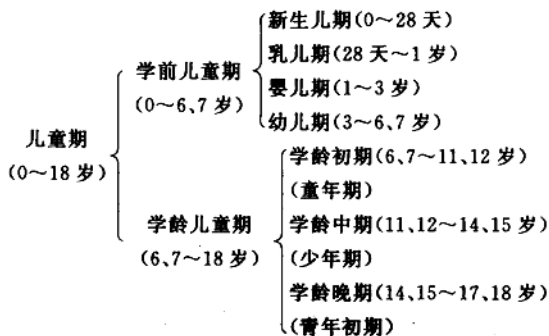 儿童期
(0～18岁)
学前儿童期
(0～6、7岁)
新生儿期(0～28天)
乳儿期(28天～1岁)
婴儿期(1～3岁)
幼儿期(3～6、7岁)
学龄儿童期
(6、7～18岁)
学龄初期(6、7～11、12岁)
(童年期)
学龄中期(11、12～14、15岁)
(少年期)
学龄晚期(14、15～17、18岁)
(青年初期)